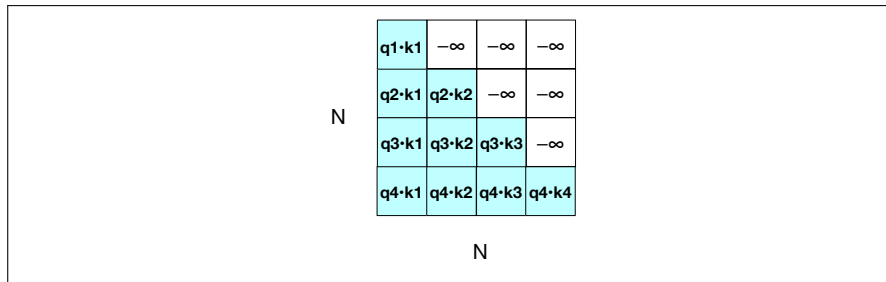 q1•k1 −∞ −∞ −∞
q2•k1 q2•k2 −∞ −∞
N
q3•k1 q3•k2 q3•k3 −∞
q4•k1 q4•k2 q4•k3 q4•k4
N